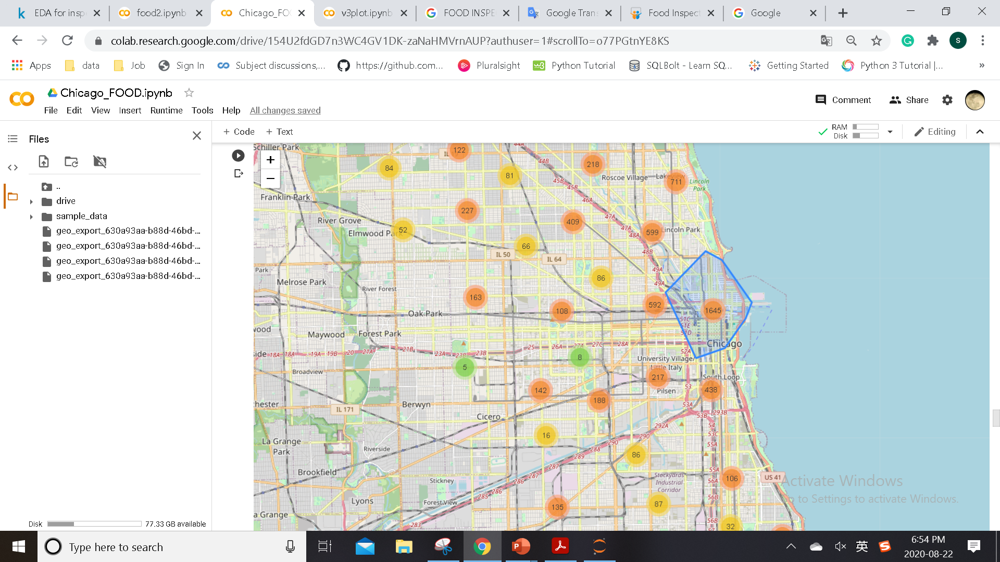 EDA for insp
food2.ipynb
Chicago_FO
v3plot.ipynb
FOOD INSPE
Google Tran
Food Inspect
Google
colab.research.google.com/drive/154U2fdGD7n3WC4GV1DK-zaNaHMVrnAUP?authuser=1#scrollTo=o77PGtnYE8KS
S
Apps
data
Job
Sign In
Subject discussions,...
https://github.com...
Pluralsight
Python Tutorial
SQLBolt - Learn SQ...
Getting Started
Python 3 Tutorial |...
»
Chicago_FOOD.ipynb
File Edit View Insert Runtime Tools Help All changes saved
Comment
Share
Files
+ Code + Text
RAM
Disk
Editing
..
drive
sample_data
geo_export_630a93aa-b88d-46bd-...
geo_export_630a93aa-b88d-46bd-...
geo_export_630a93aa-b88d-46bd-...
geo_export_630a93aa-b88d-46bd-...
Disk
77.33 GB available
+
−
Schiller Park
122
44A
84
81
44B
218
Roscoe Village
Lakeview
711
Lincoln
Park
45B
45B
Franklin Park
46A
227
River Grove
409
47A
47A
599
Lincoln Park
52
Elmwood Park
48A
66
48B
IL 50
IL 64
49A
Park
Melrose Park
86
49A
River Forest
163
108
592
1645
Oak Park
51C
51E
51D
wood
Maywood
Forest Park
Chicago
side
18A
18A
19A
19B
20
21A
21B
23A
23B
23B
25
26A
27A
27C
28A
52A
8
University Village/
Little Italy
5
Broadview
217
South Loop
Pilsen
53
438
142
188
chester
Berwyn
53A
IL 171
Cicero
53B
293B
292A
54
16
53C
290
La Grange
Park
Riverside
290
288
55A
289
86
287
Brookfield
287
287
55A
106
US 41
Stickney
286
286
Stockyards
Industrial
Corridor
56A
285
Lyons
Forest View
56B
87
135
a Grange
283
56B
32
Activate Windows
Go to Settings to activate Windows.
Type here to search
英
6:54 PM
2020-08-22